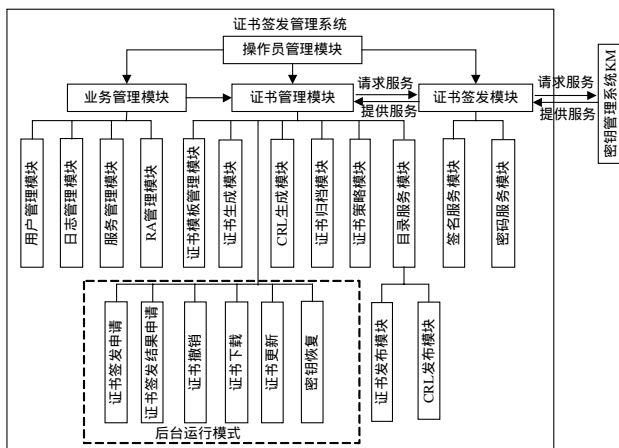 证书签发管理系统
操作员管理模块
业务管理模块
证书管理模块
请求服务
提供服务
证书签发模块
请求服务
提供服务
密钥管理系统KM
用户管理模块
日志管理模块
服务管理模块
RA管理模块
证书模板管理模块
证书生成模块
CRL生成模块
证书归档模块
证书策略模块
目录服务模块
签名服务模块
密码服务模块
证书签发申请
证书签发结果申请
证书撤销
证书下载
证书更新
密钥恢复
证书发布模块
CRL发布模块
后台运行模式